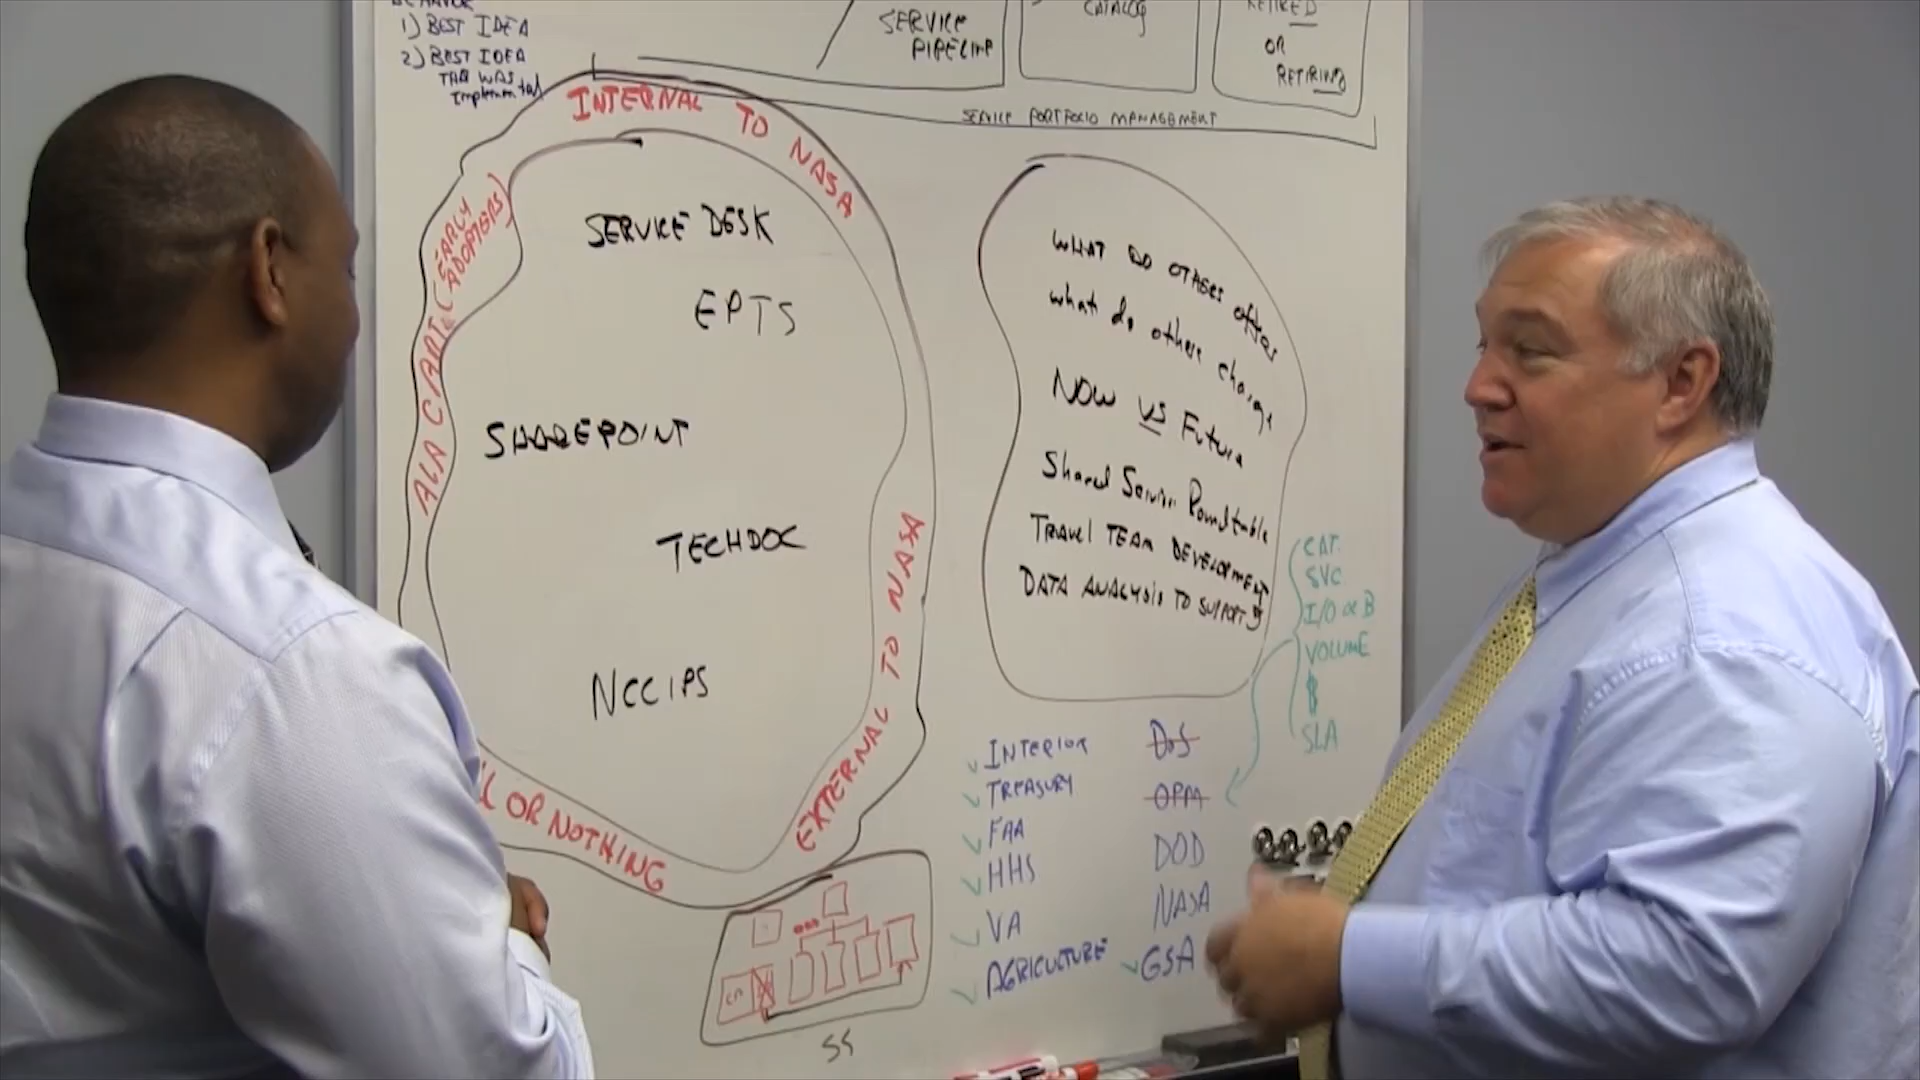 1) BEST IDEA
2) BEST IDEA
THAT WAS
Implemented
SERVICE
PIPELINE
CATALOG
RETIRED
OR
RETIRING
SERVICE PORTFOLIO MANAGEMENT
INTERNAL TO NASA
(EARLY
ADOPTERS)
ALA CARTE
SERVICE DESK
EPTS
SHAREPOINT
TECHDOC
NCCIPS
EXTERNAL TO NASA
OR NOTHING
WHAT DO OTHERS offer
what do others charge
NOW VS Future
Shared Service Roundtable
TRAVEL TEAM DEVELOPMENT
DATA ANALYSIS TO SUPPORT
CAT.
SVC
I/O or B
VOLUME
$
SLA
INTERIOR
TREASURY
FAA
HHS
VA
AGRICULTURE
DOS
OPM
DOD
NASA
GSA
SS